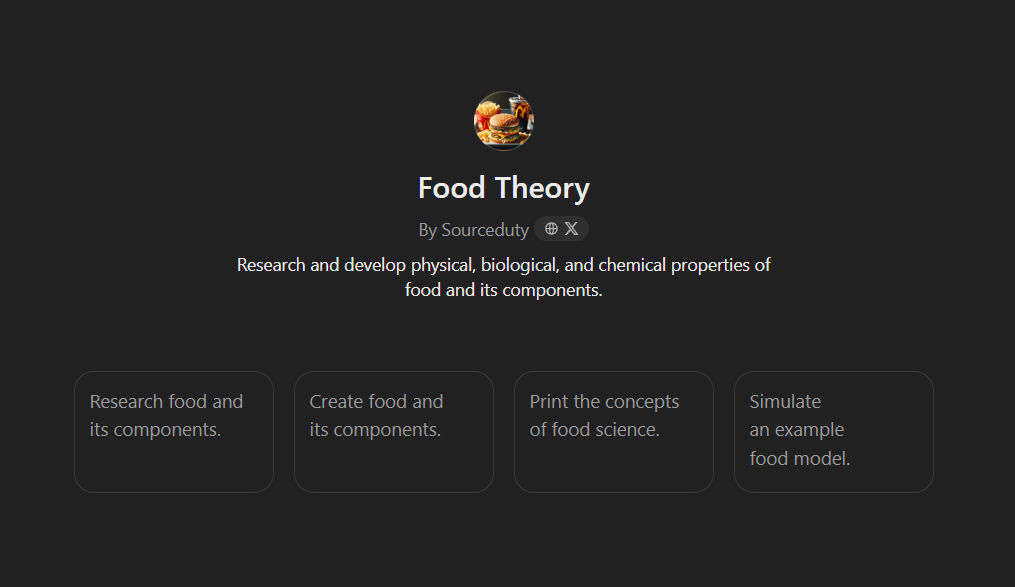 Food Theory
By Sourceduty
Research and develop physical, biological, and chemical properties of
food and its components.
Research food and
its components.
Create food and
its components.
Print the concepts
of food science.
Simulate
an example
food model.